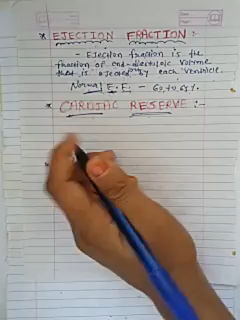 * EJECTION FRACTION :-
- Ejection fraction is the
fraction of end-diastolic volume
that is ejected out by each ventricle.
Normal E.F. - 60 to 65%.
* CARDIAC RESERVE :-